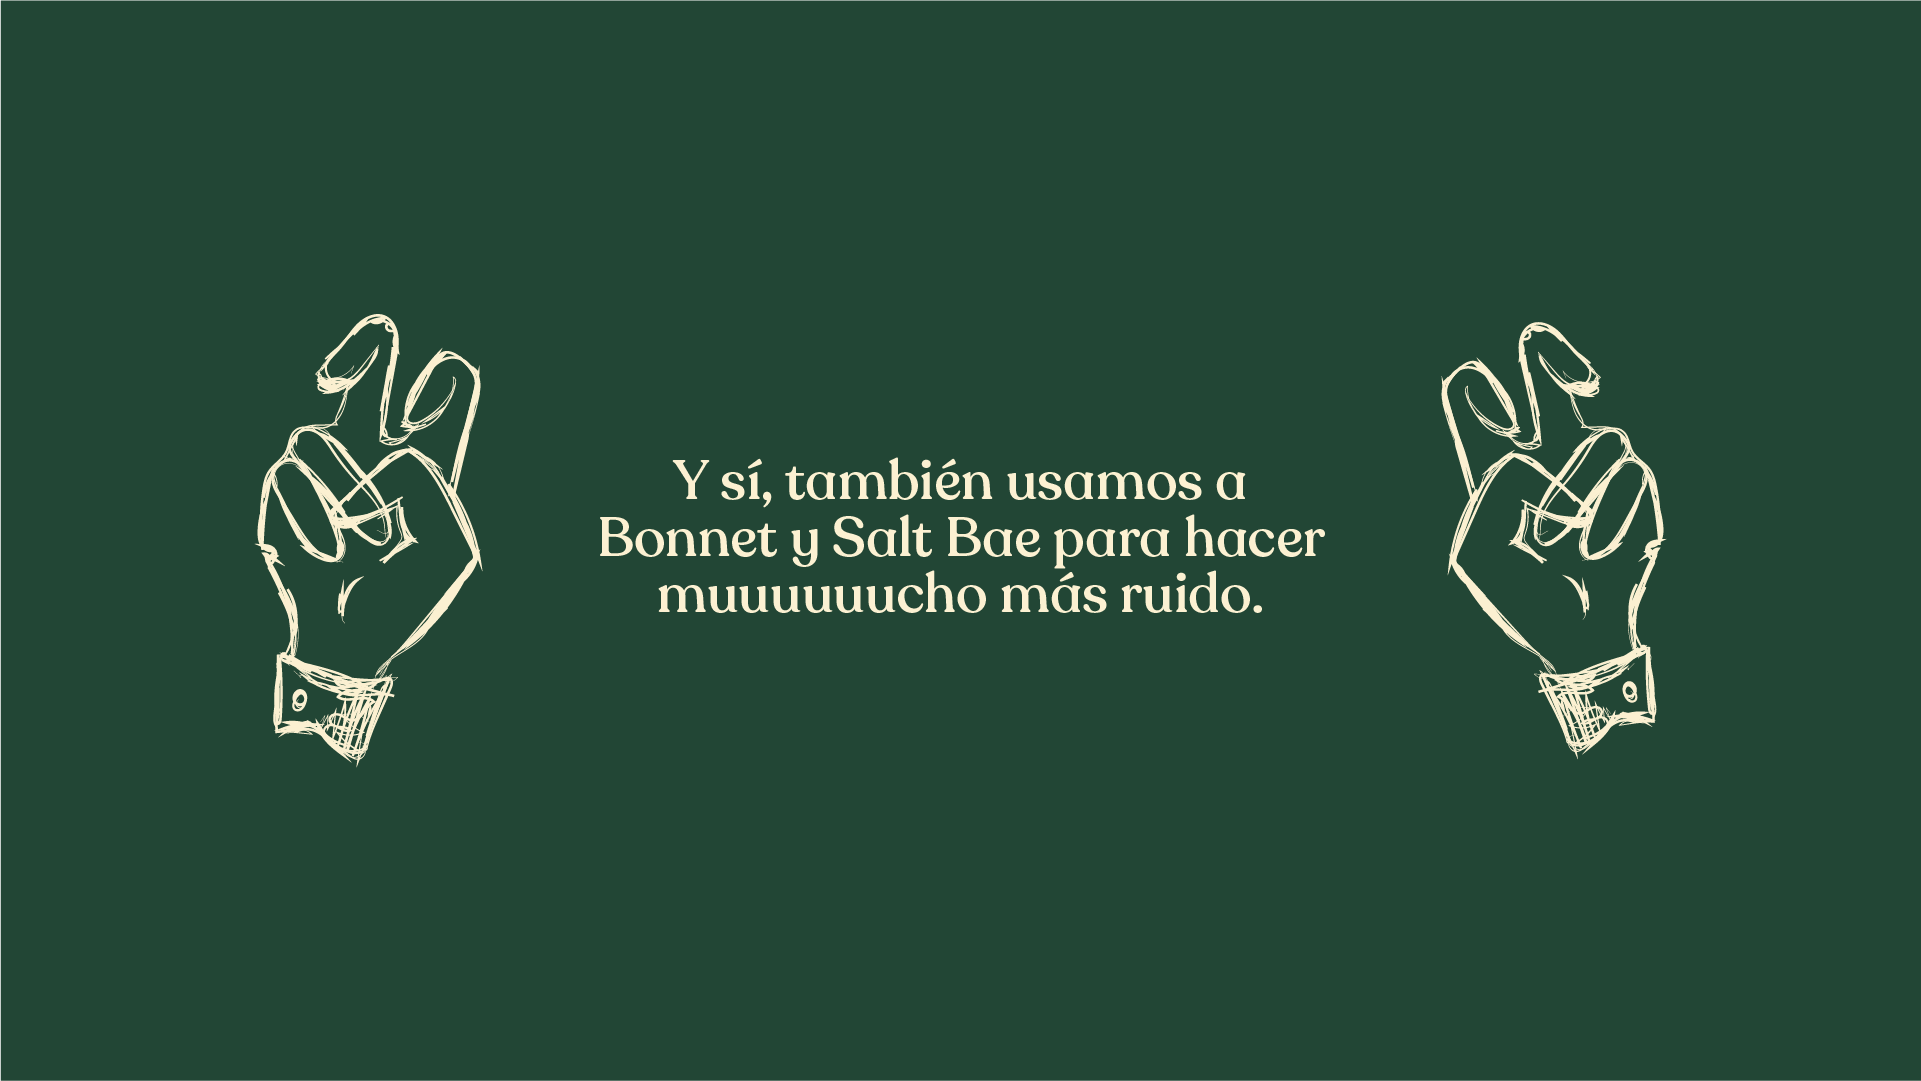 Y sí, también usamos a
Bonnet y Salt Bae para hacer
muuuuuucho más ruido.